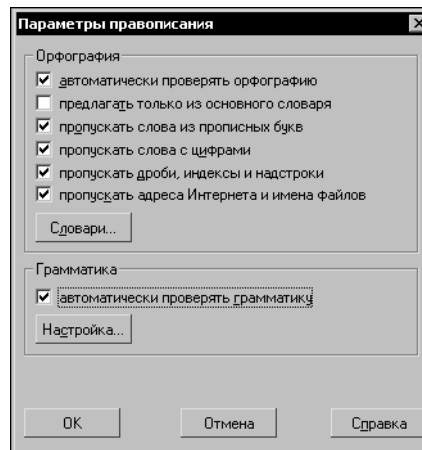 Параметры правописания
Орфография
автоматически проверять орфографию
предлагать только из основного словаря
пропускать слова из прописных букв
пропускать слова с цифрами
пропускать дроби, индексы и надстроки
пропускать адреса Интернета и имена файлов
Словари...
Грамматика
автоматически проверять грамматику
Настройка...
ОК Отмена Справка